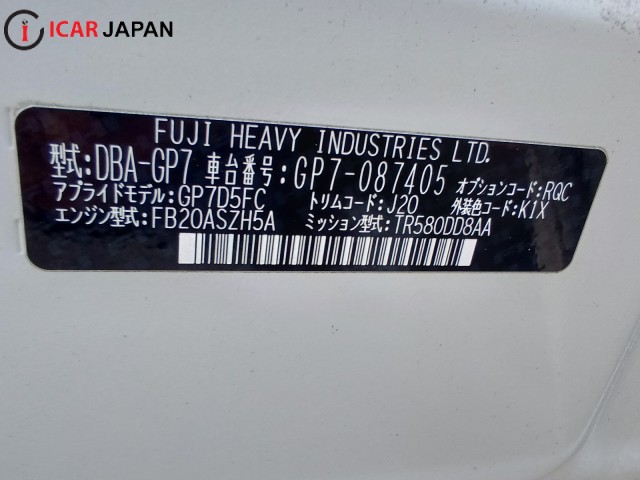 ICAR JAPAN
FUJI HEAVY INDUSTRIES LTD.
型式:DBA-GP7 車台番号:GP7-087405 オプションコード:RQC
アプライドモデル:GP7D5FC トリムコード:J20 外装色コード:K1X
エンジン型式:FB20ASZH5A ミッション型式:TR580DD8AA